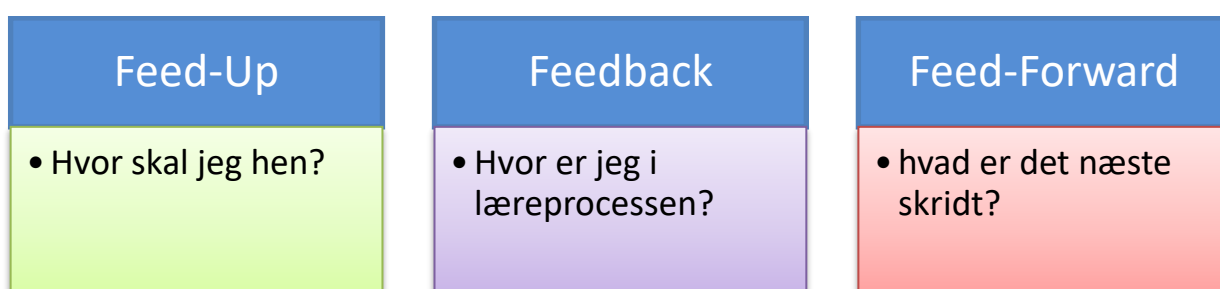 Feed-Up
• Hvor skal jeg hen?
Feedback
• Hvor er jeg i
læreprocessen?
Feed-Forward
• hvad er det næste
skridt?